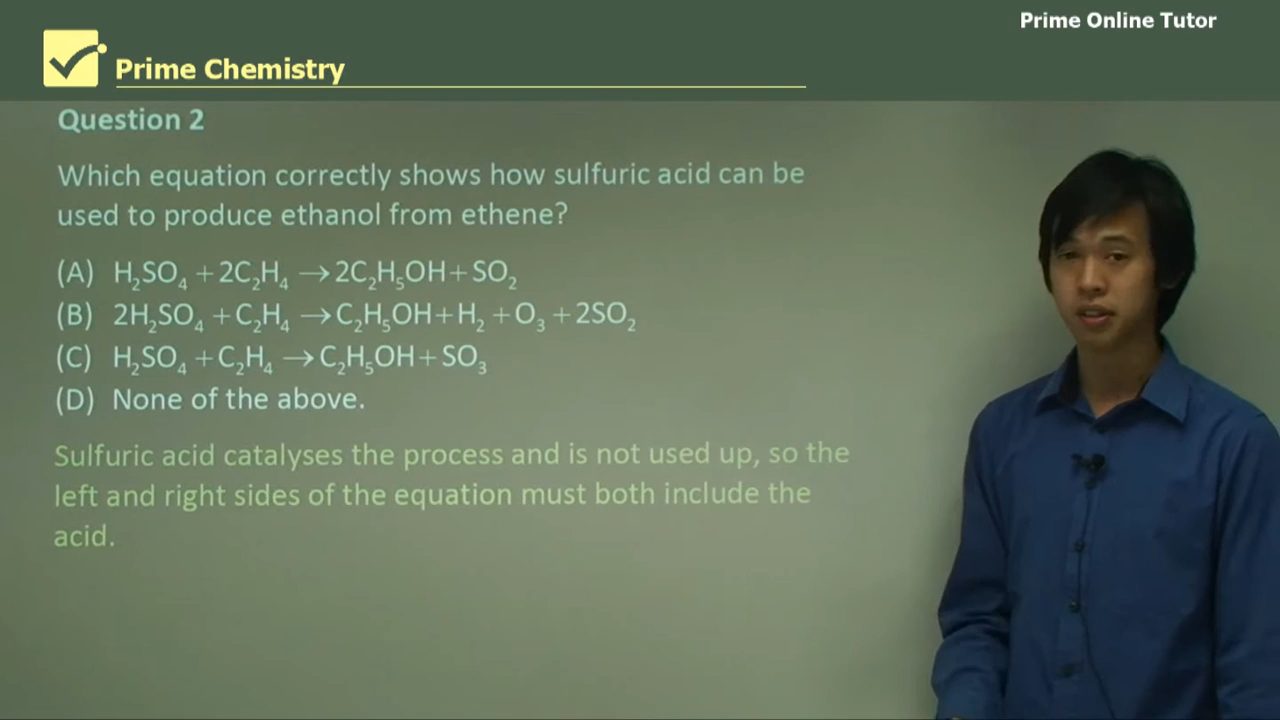 Prime Online Tutor
Prime Chemistry
Question 2
Which equation correctly shows how sulfuric acid can be
used to produce ethanol from ethene?
(A) H₂SO₄ + 2C₂H₄ → 2C₂H₅OH + SO₂
(B) 2H₂SO₄ + C₂H₄ → C₂H₅OH + H₂ + O₃ + 2SO₂
(C) H₂SO₄ + C₂H₄ → C₂H₅OH + SO₃
(D) None of the above.
Sulfuric acid catalyses the process and is not used up, so the
left and right sides of the equation must both include the
acid.